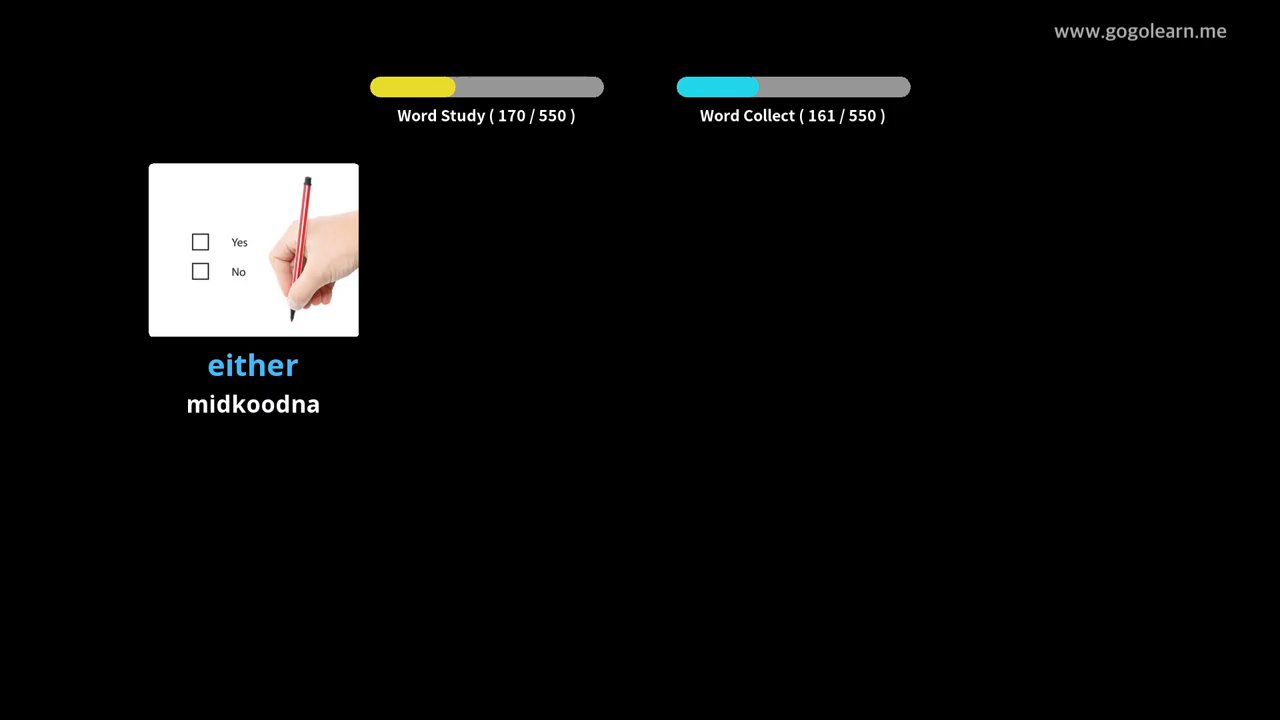 www.gogolearn.me
Word Study ( 170 / 550 )
Word Collect ( 161 / 550 )
Yes
No
either
midkoodna